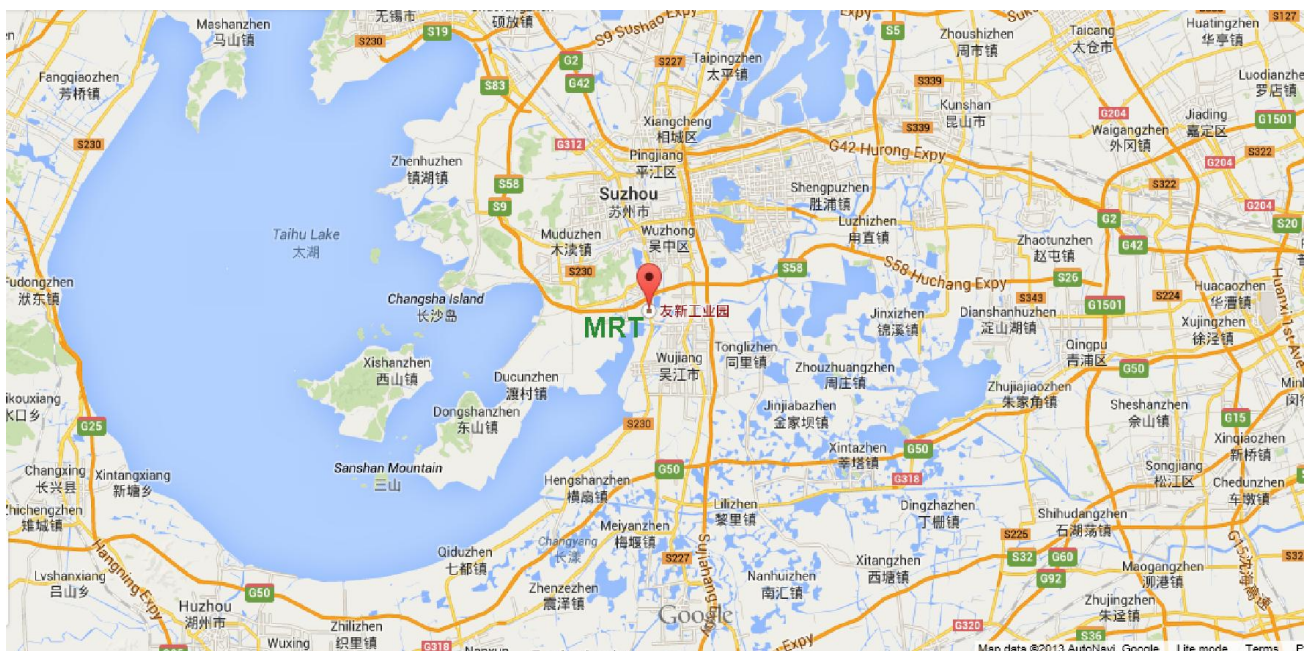 Mashanzhen
马山镇
无锡市
硕放镇
S230
S19
S9 Sushao Expy
G2
G42
S227
Taipingzhen
太平镇
Expy
S5
Zhoushizhen
周市镇
Taicang
太仓市
Huatingzhen
华亭镇
S127
Fangqiaozhen
芳桥镇
S83
S339
Kunshan
昆山市
G204
Luodianzhen
罗店镇
Jiading
嘉定区
G1501
Waigangzhen
外冈镇
S322
S230
Xiangcheng
相城区
G312
S339
G42 Hurong Expy
G204
Zhenhuzhen
镇湖镇
Pingjiang
平江区
S58
S9
Suzhou
苏州市
Shengpuzhen
胜浦镇
S322
G204
Taihu Lake
太湖
Muduzhen
木渎镇
Wuzhong
吴中区
Luzhizhen
甪直镇
G2
G42
S20
Zhaotunzhen
赵屯镇
S230
S58
S58 Huchang Expy
S26
Fudongzhen
洑东镇
Changsha Island
长沙岛
友新工业园
MRT
S343
G1501
S224
Huacaozhen
华漕镇
Jinxizhen
锦溪镇
Dianshanhuzhen
淀山湖镇
Xujingzhen
徐泾镇
Xishanzhen
西山镇
Wujiang
吴江市
Tonglizhen
同里镇
Zhouzhuangzhen
周庄镇
Qingpu
青浦区
G50
Ducunzhen
渡村镇
Zhujiajiaozhen
朱家角镇
Dongshanzhen
东山镇
Jinjiabazhen
金家坝镇
Sheshanzhen
佘山镇
G15
G25
S230
Xintazhen
莘塔镇
G50
Xinqiaozhen
新桥镇
Sanshan Mountain
三山
G50
G318
Songjiang
松江区
Changxing
长兴县
Xintangxiang
新塘乡
Hengshanzhen
横扇镇
Chedunzhen
车墩镇
Lilizhen
黎里镇
Dingzhazhen
丁栅镇
Shihudangzhen
石湖荡镇
Zhichengzhen
雉城镇
Meiyanzhen
梅堰镇
S225
Changyang
长漾
Qiduzhen
七都镇
S227
Xitangzhen
西塘镇
S32
G60
G92
Maogangzhen
泖港镇
G15沈海高速
Hangning Expy
Lvshanxiang
吕山乡
G50
Zhenzezhen
震泽镇
Nanhuizhen
南汇镇
Huzhou
湖州市
Zhujingzhen
朱泾镇
Google
G320
Wuxing
Zhilizhen
织里镇
G318
Expy
S36
Map data ©2013 AutoNavi, Google
Lite mode
Terms